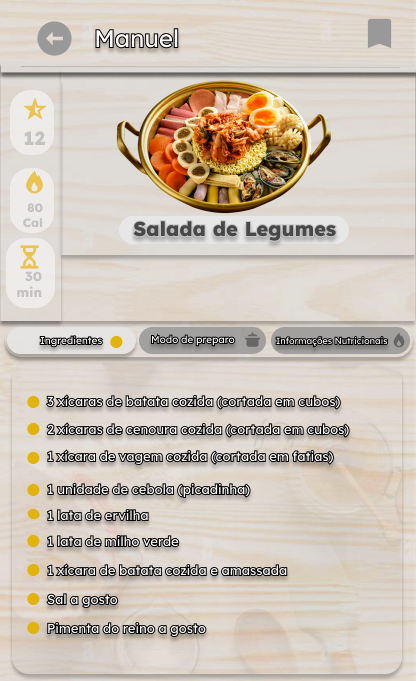 Manuel
12
80
Cal
30
min
Salada de Legumes
Ingredientes
Modo de preparo
Informações Nutricionais
3 xícaras de batata cozida (cortada em cubos)
2 xícaras de cenoura cozida (cortada em cubos)
1 xícara de vagem cozida (cortada em fatias)
1 unidade de cebola (picadinha)
1 lata de ervilha
1 lata de milho verde
1 xícara de batata cozida e amassada
Sal a gosto
Pimenta do reino a gosto